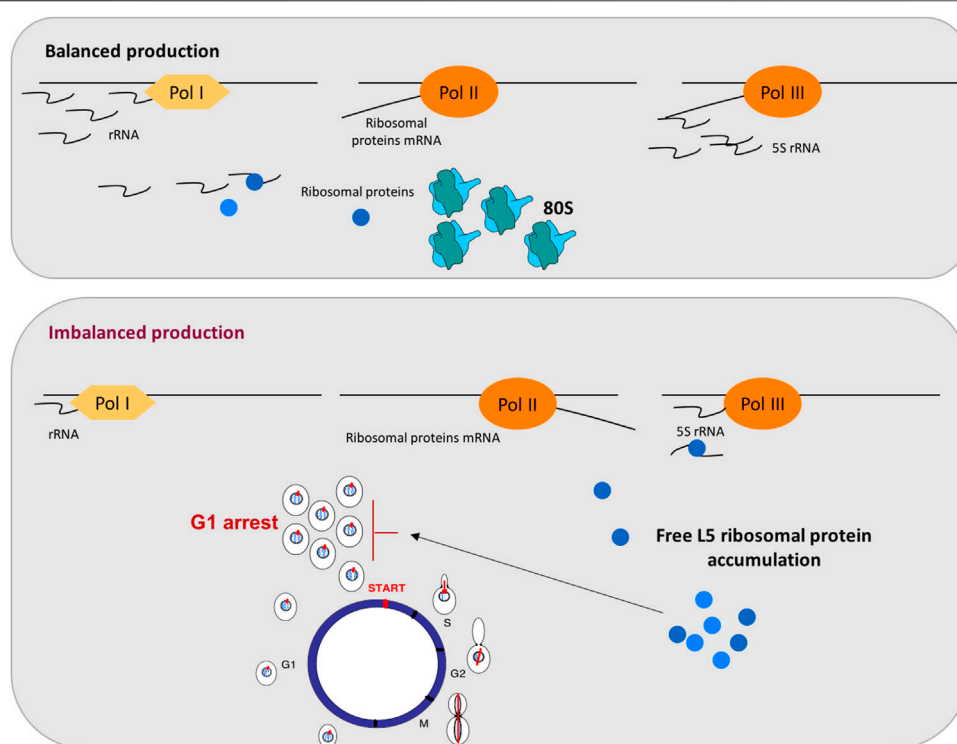 Balanced production
Pol I
Pol II
Pol III
rRNA
Ribosomal
proteins mRNA
5S rRNA
Ribosomal proteins
80S
Imbalanced production
Pol I
Pol II
Pol III
rRNA
Ribosomal proteins mRNA
5S rRNA
G1 arrest
Free L5 ribosomal protein
accumulation
START
S
G1
G2
M